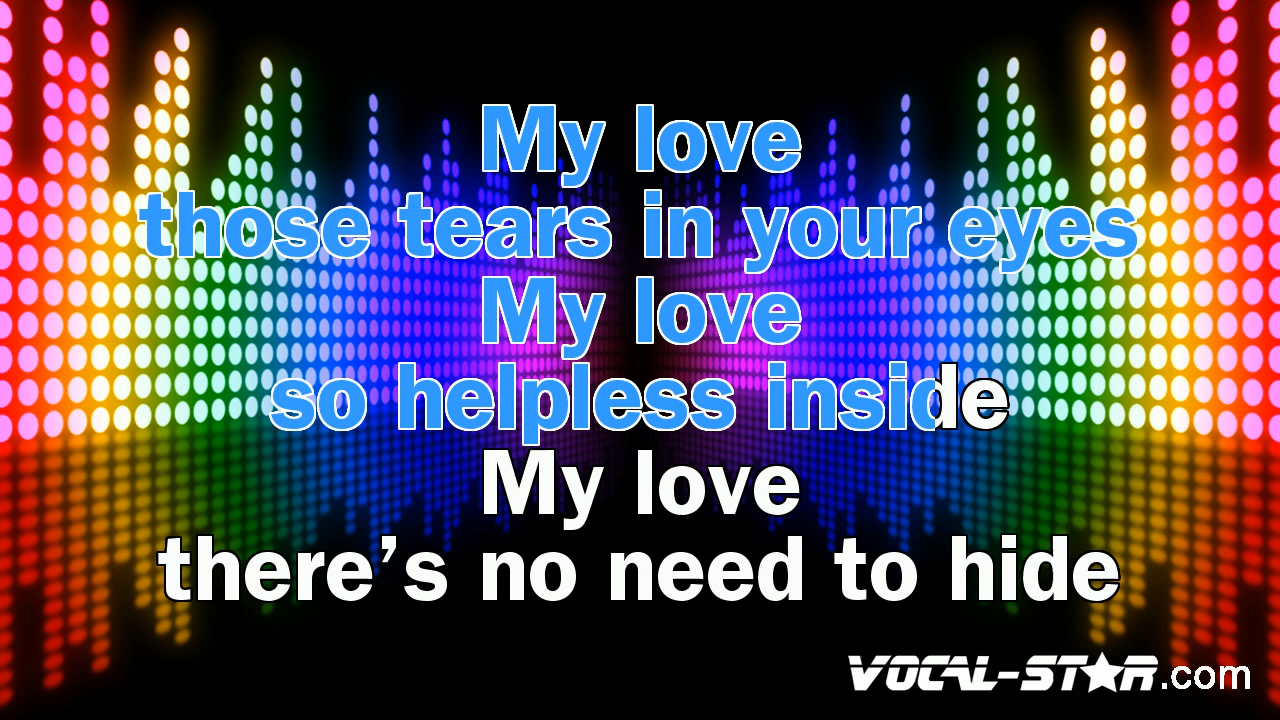 My love
those tears in your eyes
My love
so helpless inside
My love
there’s no need to hide
VOCAL-ST★R.com